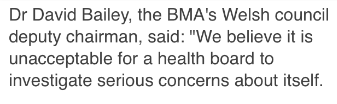 Dr David Bailey, the BMA's Welsh council
deputy chairman, said: "We believe it is
unacceptable for a health board to
investigate serious concerns about itself.